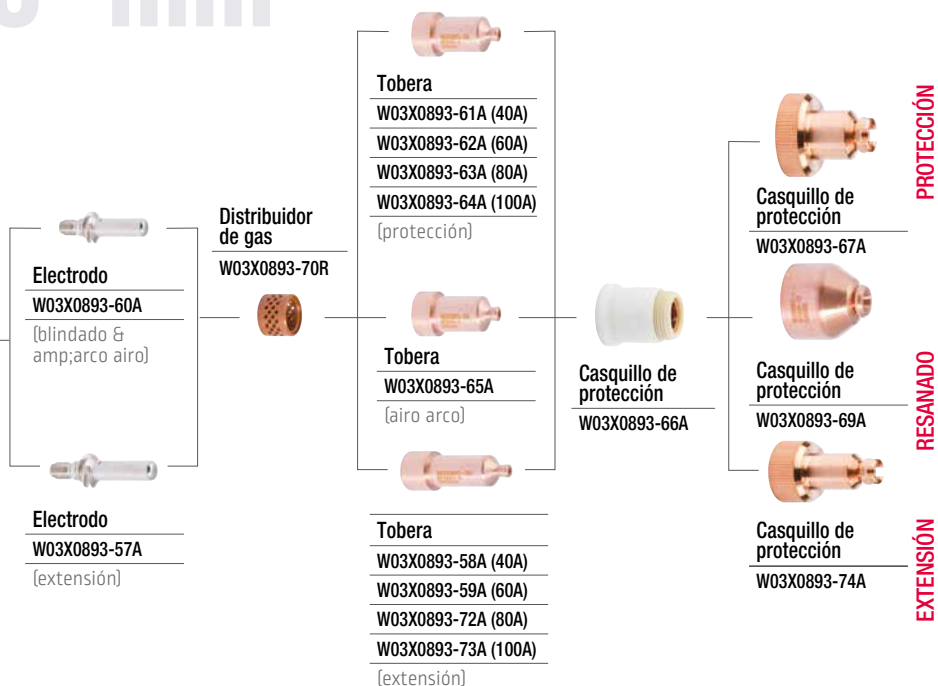 Electrodo
W03X0893-60A
(blindado &
amp;arco airo)
Electrodo
W03X0893-57A
(extensión)
Distribuidor
de gas
W03X0893-70R
Tobera
W03X0893-61A (40A)
W03X0893-62A (60A)
W03X0893-63A (80A)
W03X0893-64A (100A)
(protección)
Tobera
W03X0893-65A
(airo arco)
Tobera
W03X0893-58A (40A)
W03X0893-59A (60A)
W03X0893-72A (80A)
W03X0893-73A (100A)
(extensión)
Casquillo de
protección
W03X0893-66A
Casquillo de
protección
W03X0893-67A
PROTECCIÓN
Casquillo de
protección
W03X0893-69A
RESANADO
Casquillo de
protección
W03X0893-74A
EXTENSIÓN